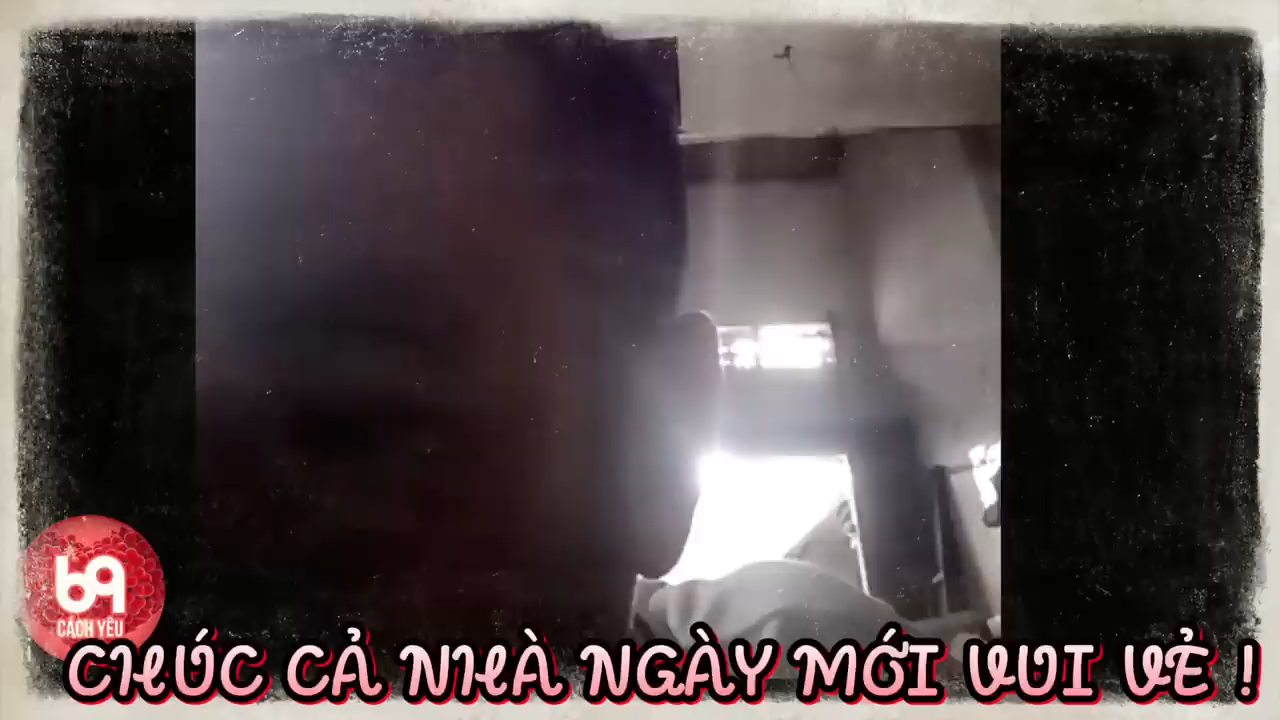 69
CÁCH YÊU
CHÚC CẢ NHÀ NGÀY MỚI VUI VẺ !